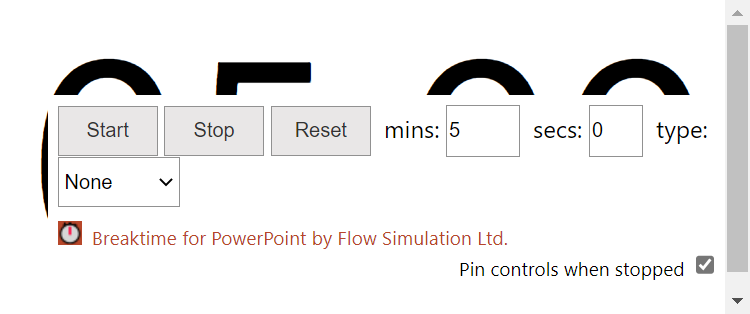 Start Stop Reset mins: 5 secs: 0 type:
None
Breaktime for PowerPoint by Flow Simulation Ltd.
Pin controls when stopped